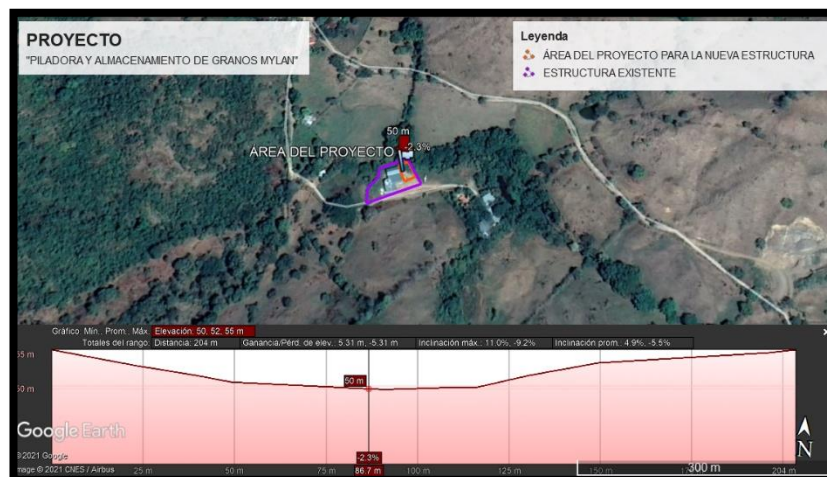 PROYECTO
"PILADORA Y ALMACENAMIENTO DE GRANOS MYLAN"
Leyenda
ÁREA DEL PROYECTO PARA LA NUEVA ESTRUCTURA
ESTRUCTURA EXISTENTE
50 m
-2.3%
AREA DEL PROYECTO
Gráfico: Mín., Prom., Máx. Elevación: 50, 52, 55 m
Totales del rango: Distancia: 204 m Ganancia/Pérd. de elev.: 5.31 m, -5.31 m Inclinación máx.: 11.0%, -9.2% Inclinación prom.: 4.9%, -5.5%
55 m
50 m
50 m
Google Earth
©2021 Google
Image © 2021 CNES / Airbus
-2.3%
25 m 50 m 75 m 86.7 m 100 m 125 m 150 m 204 m
300 m
N